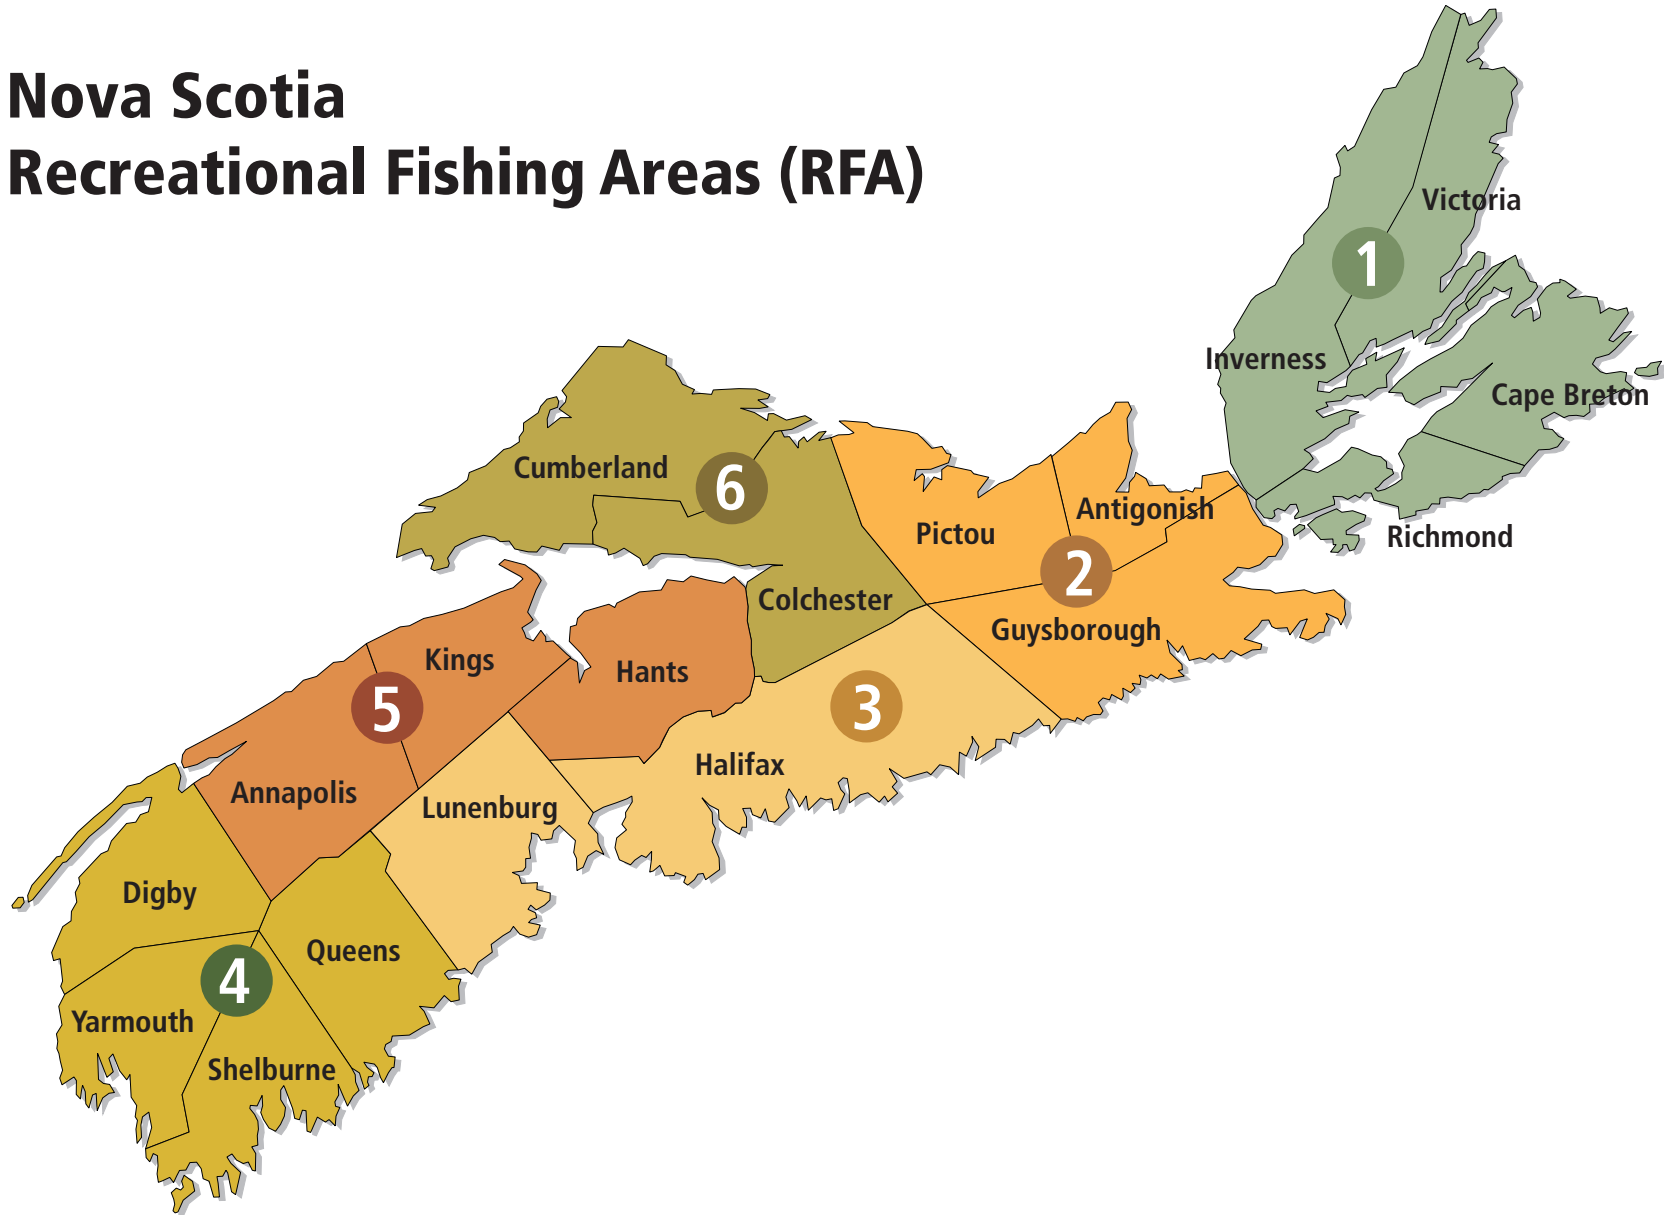 Nova Scotia
Recreational Fishing Areas (RFA)
Victoria
1
Inverness
Cape Breton
Richmond
Cumberland
6
Colchester
Pictou
Antigonish
2
Guysborough
Kings
Hants
5
3
Annapolis
Halifax
Lunenburg
Digby
Queens
4
Yarmouth
Shelburne